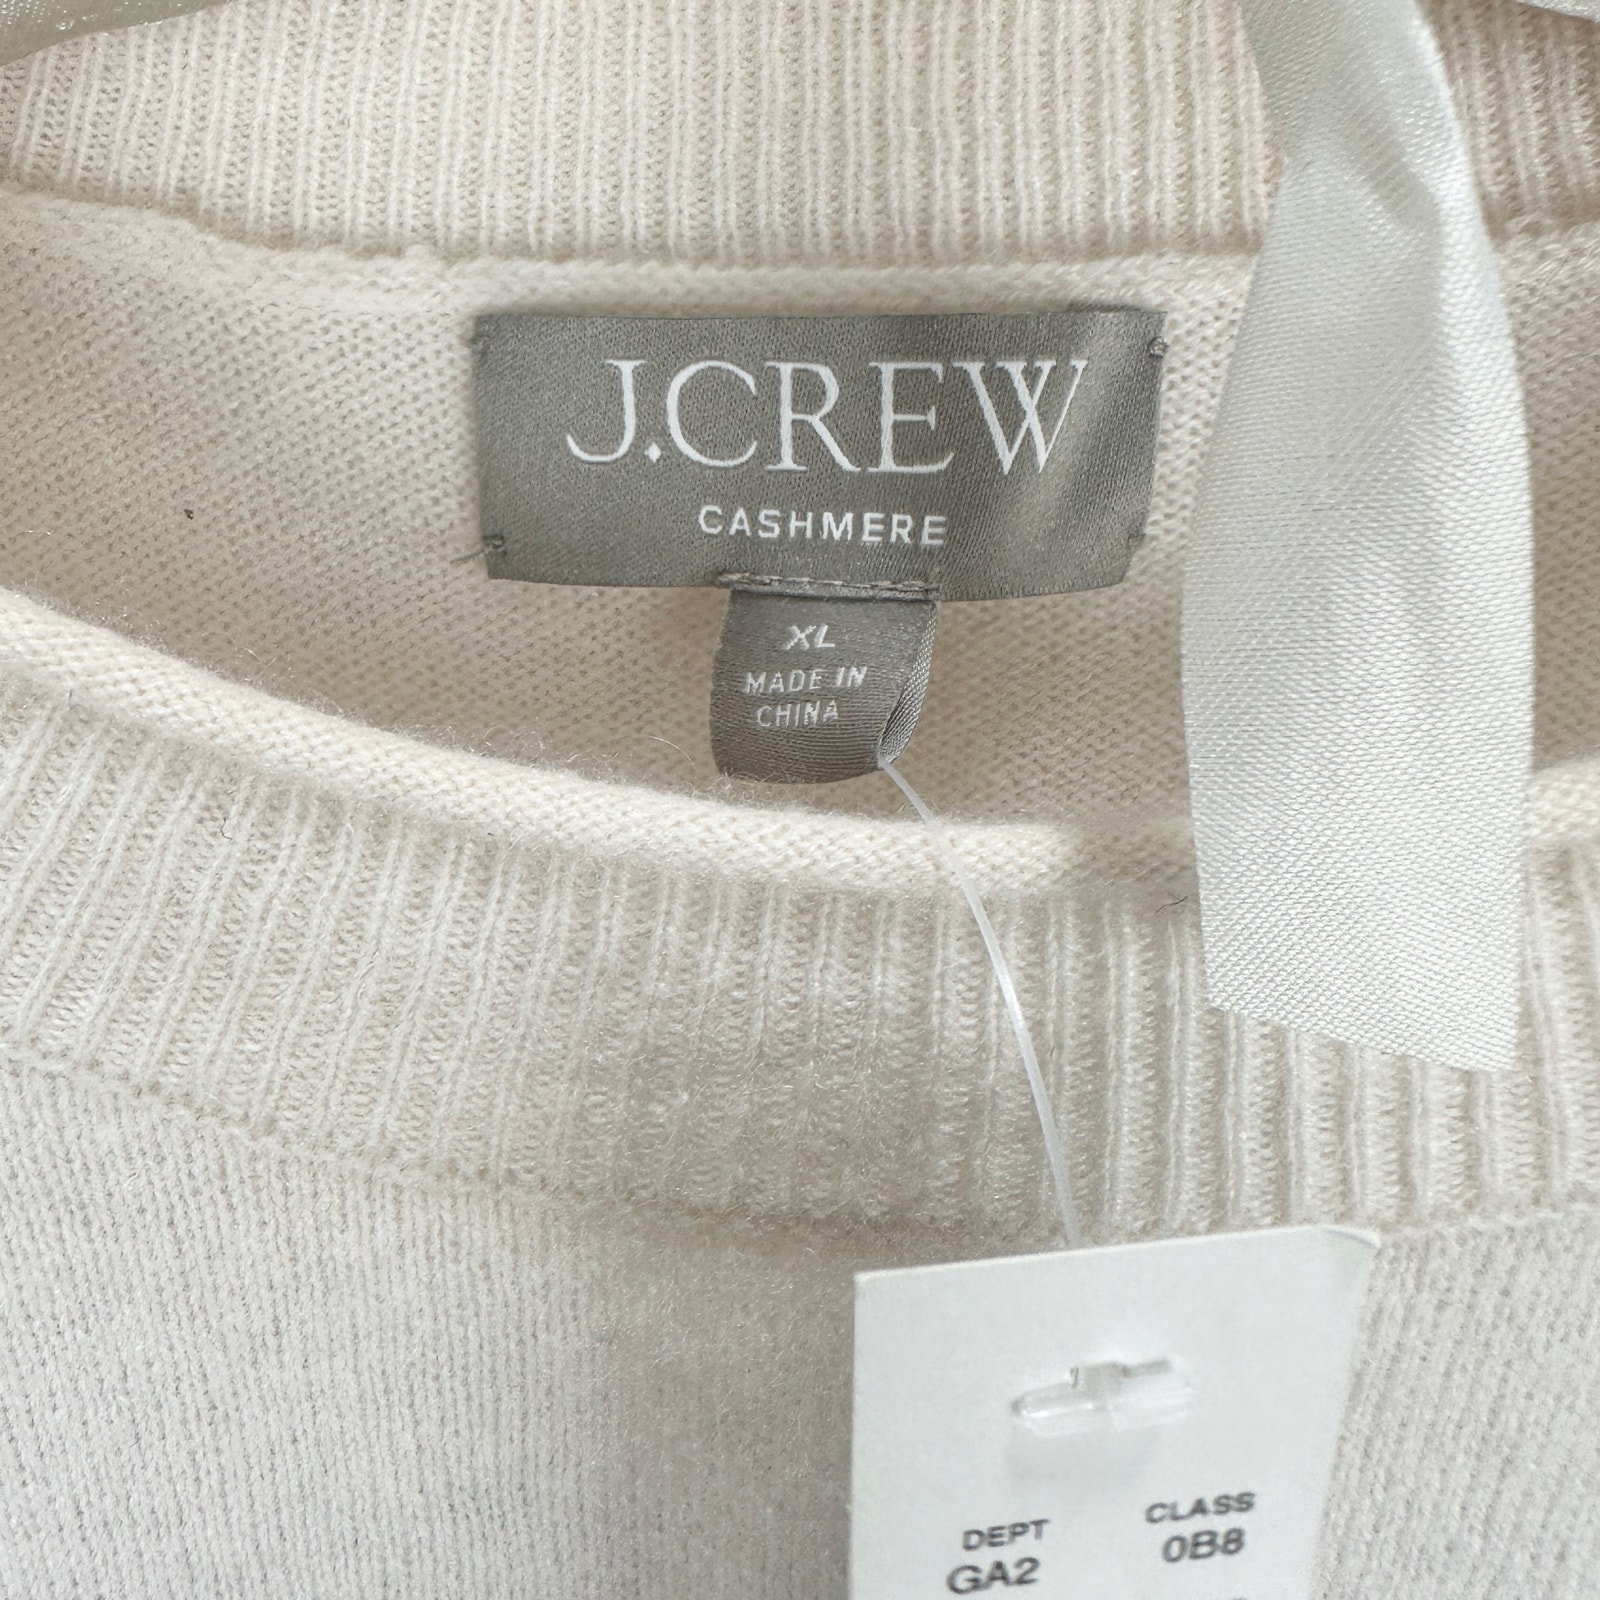 J.CREW
CASHMERE
XL
MADE IN
CHINA
DEPT CLASS
GA2 0B8